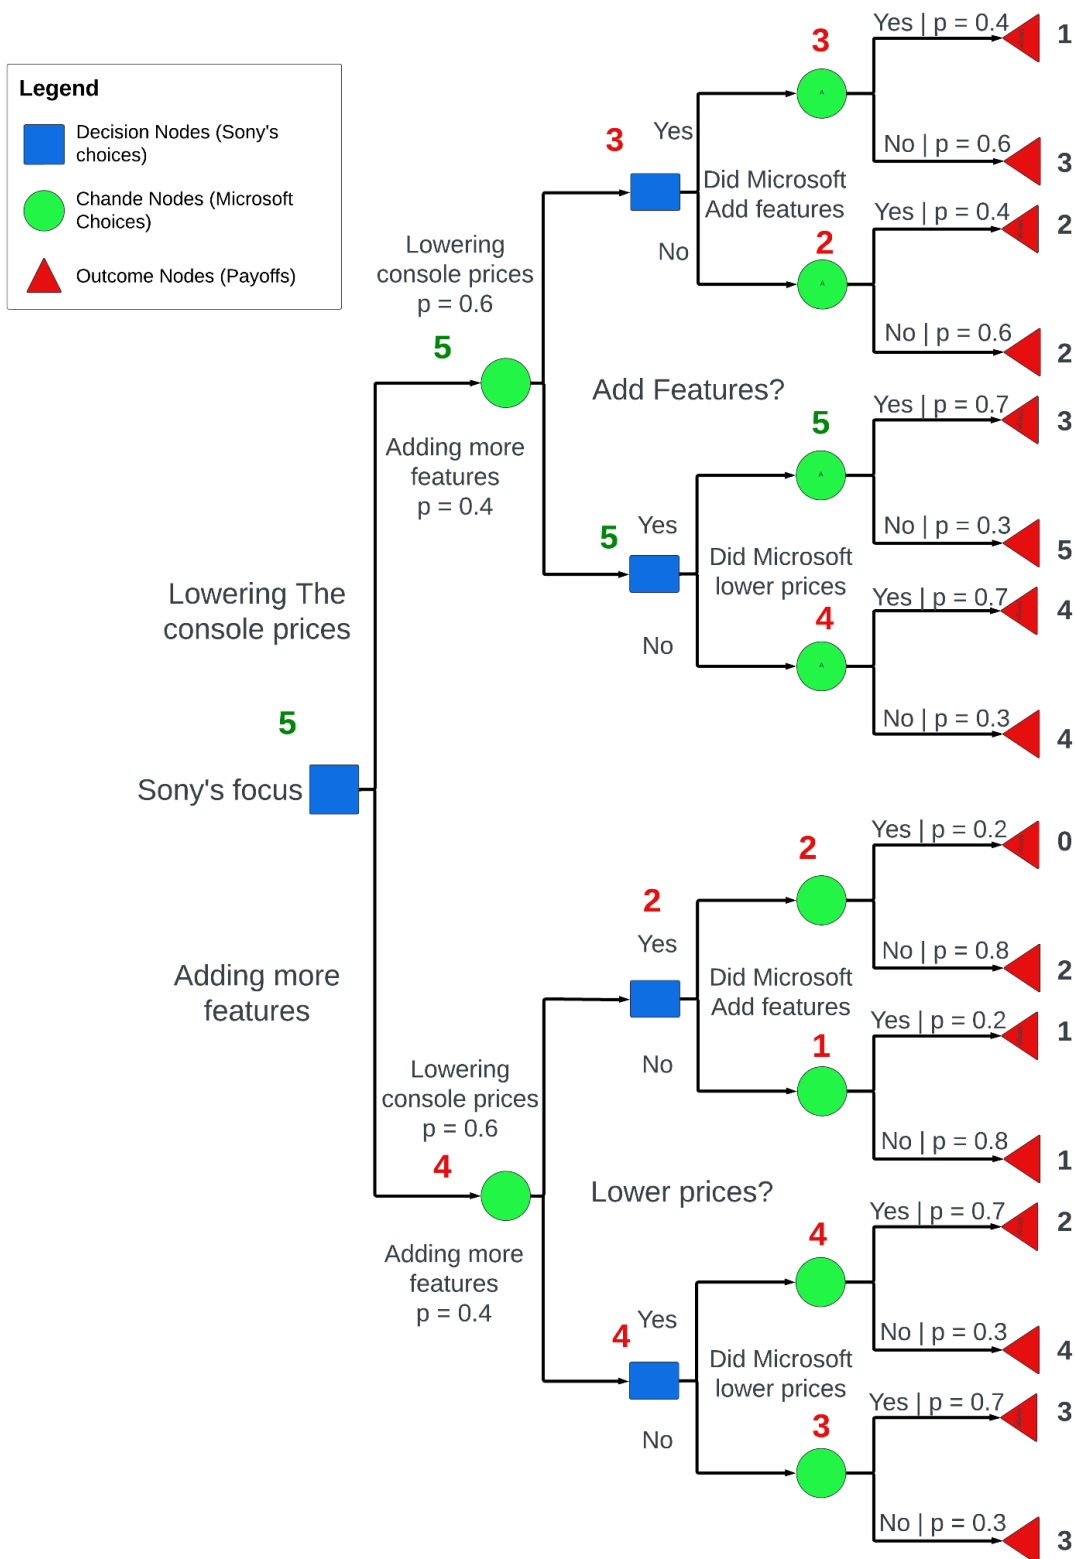 Legend
Decision Nodes (Sony's
choices)
Chande Nodes (Microsoft
Choices)
Outcome Nodes (Payoffs)
Sony's focus
5
Lowering The
console prices
5
Lowering
console prices
p = 0.6
3
Add Features?
Yes
3
Did Microsoft
Add features
Yes | p = 0.4
1
No | p = 0.6
3
No
2
Yes | p = 0.4
2
No | p = 0.6
2
Adding more
features
p = 0.4
5
Yes
5
Did Microsoft
lower prices
Yes | p = 0.7
3
No | p = 0.3
5
No
4
Yes | p = 0.7
4
No | p = 0.3
4
Adding more
features
4
Lowering
console prices
p = 0.6
2
Lower prices?
Yes
2
Did Microsoft
Add features
Yes | p = 0.2
0
No | p = 0.8
2
No
1
Yes | p = 0.2
1
No | p = 0.8
1
Adding more
features
p = 0.4
4
Yes
4
Did Microsoft
lower prices
Yes | p = 0.7
2
No | p = 0.3
4
No
3
Yes | p = 0.7
3
No | p = 0.3
3